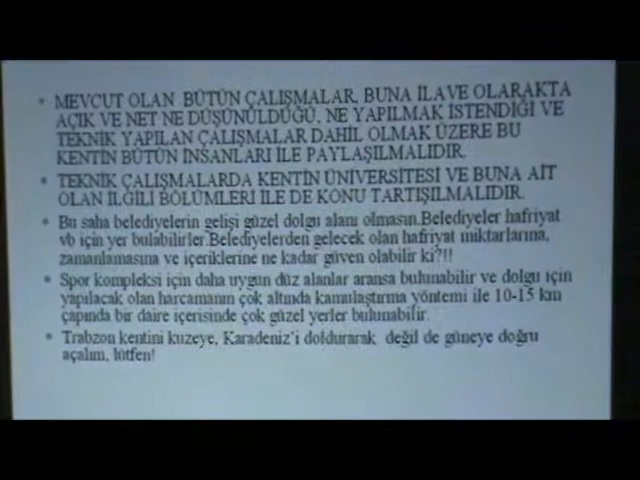 • MEVCUT OLAN BÜTÜN ÇALIŞMALAR, BUNA İLAVE OLARAKTA
AÇIK VE NET NE DÜŞÜNÜLDÜĞÜ, NE YAPILMAK İSTENDİĞİ VE
TEKNİK YAPILAN ÇALIŞMALAR DAHİL OLMAK ÜZERE BU
KENTİN BÜTÜN İNSANLARI İLE PAYLAŞILMALIDIR.
• TEKNİK ÇALIŞMALARDA KENTİN ÜNİVERSİTESİ VE BUNA AİT
OLAN İLGİLİ BÖLÜMLERİ İLE DE KONU TARTIŞILMALIDIR.
• Bu saha belediyelerin gelişi güzel dolgu alanı olmasın.Belediyeler hafriyat
vb için yer bulabilirler.Belediyelerden gelecek olan hafriyat miktarlarına,
zamanlamasına ve içeriklerine ne kadar güven olabilir ki?!!
• Spor kompleksi için daha uygun düz alanlar aransa bulunabilir ve dolgu için
yapılacak olan harcamanın çok altında kamulaştırma yöntemi ile 10-15 km
çapında bir daire içerisinde çok güzel yerler bulunabilir.
• Trabzon kentini kuzeye, Karadeniz'i doldurarak değil de güneye doğru
açalım, lütfen!